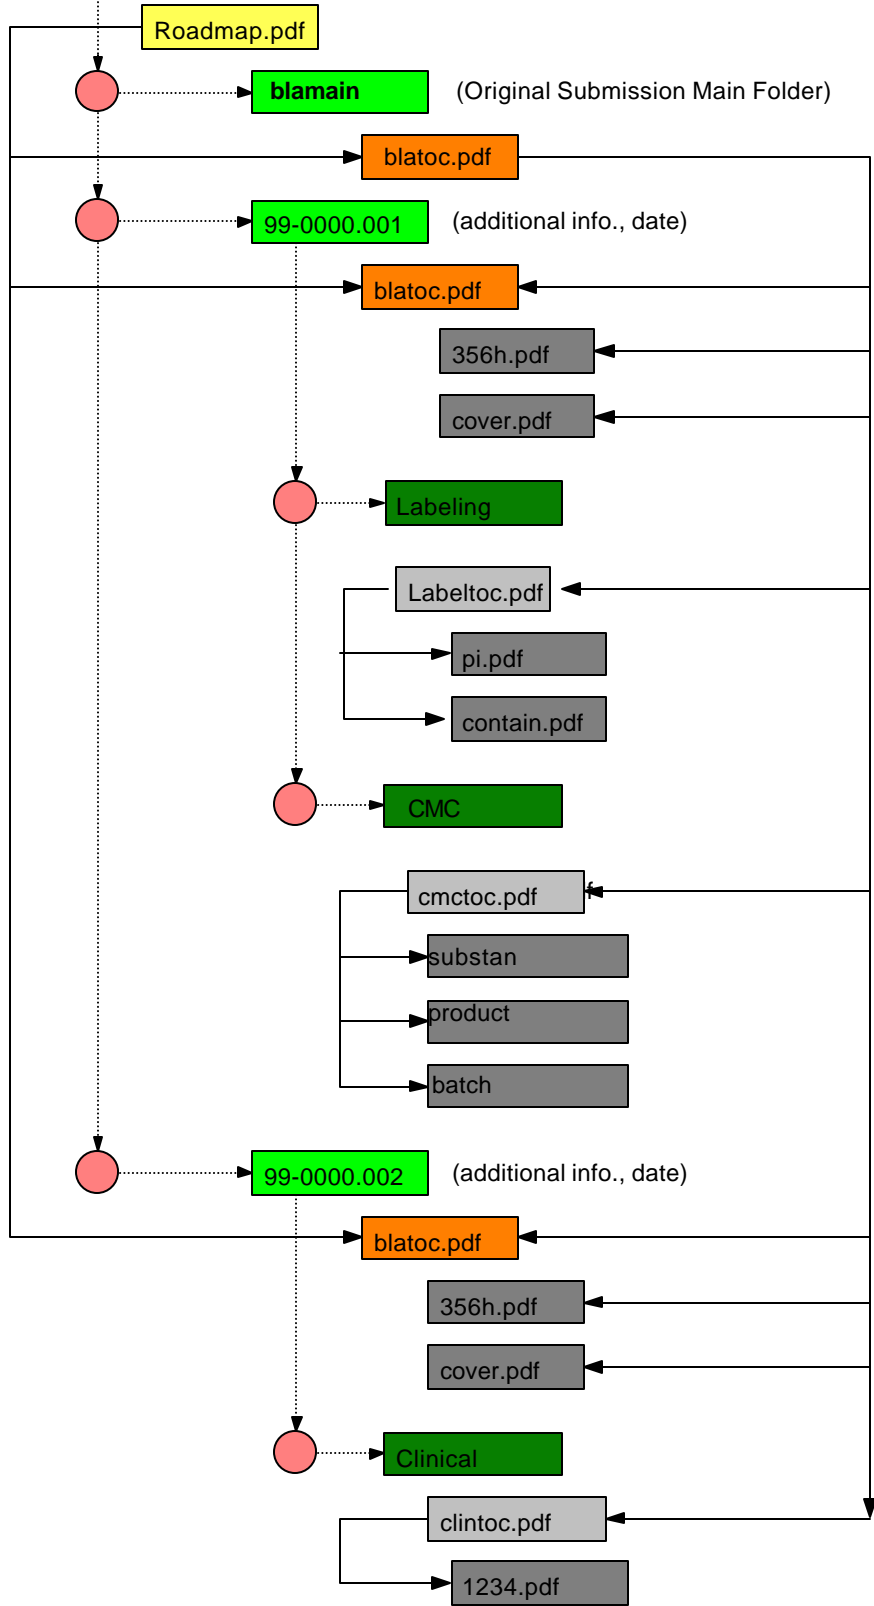 Roadmap.pdf
blamain (Original Submission Main Folder)
blatoc.pdf
99-0000.001 (additional info., date)
blatoc.pdf
356h.pdf
cover.pdf
Labeling
Labeltoc.pdf
pi.pdf
contain.pdf
CMC
cmctoc.pdf f
substan
product
batch
99-0000.002 (additional info., date)
blatoc.pdf
356h.pdf
cover.pdf
Clinical
clintoc.pdf
1234.pdf